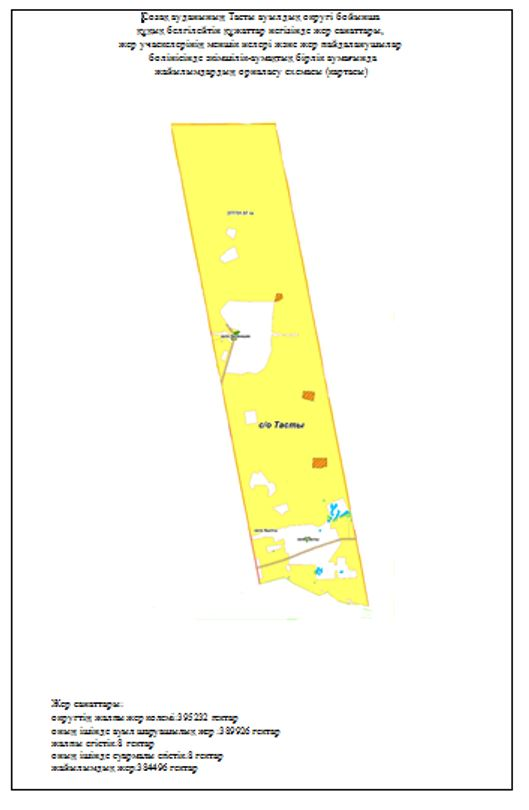 Созақ ауданының Тасты ауылдық округі бойынша
құқық белгілейтін құжаттар негізінде жер санаттары,
жер учаскелерінің меншік иелері және жер пайдаланушылар
бөлінісінде әкімшілік-аумақтық бірлік аумағында
жайылымдардың орналасу схемасы (картасы)
с/о Тасты
Жер санаттары:
округтің жалпы жер көлемі:395232 гектар
оның ішінде ауыл шаруашылық жер :389926 гектар
жалпы егістік:8 гектар
оның ішінде суармалы егістік:8 гектар
жайылымдық жер:384496 гектар